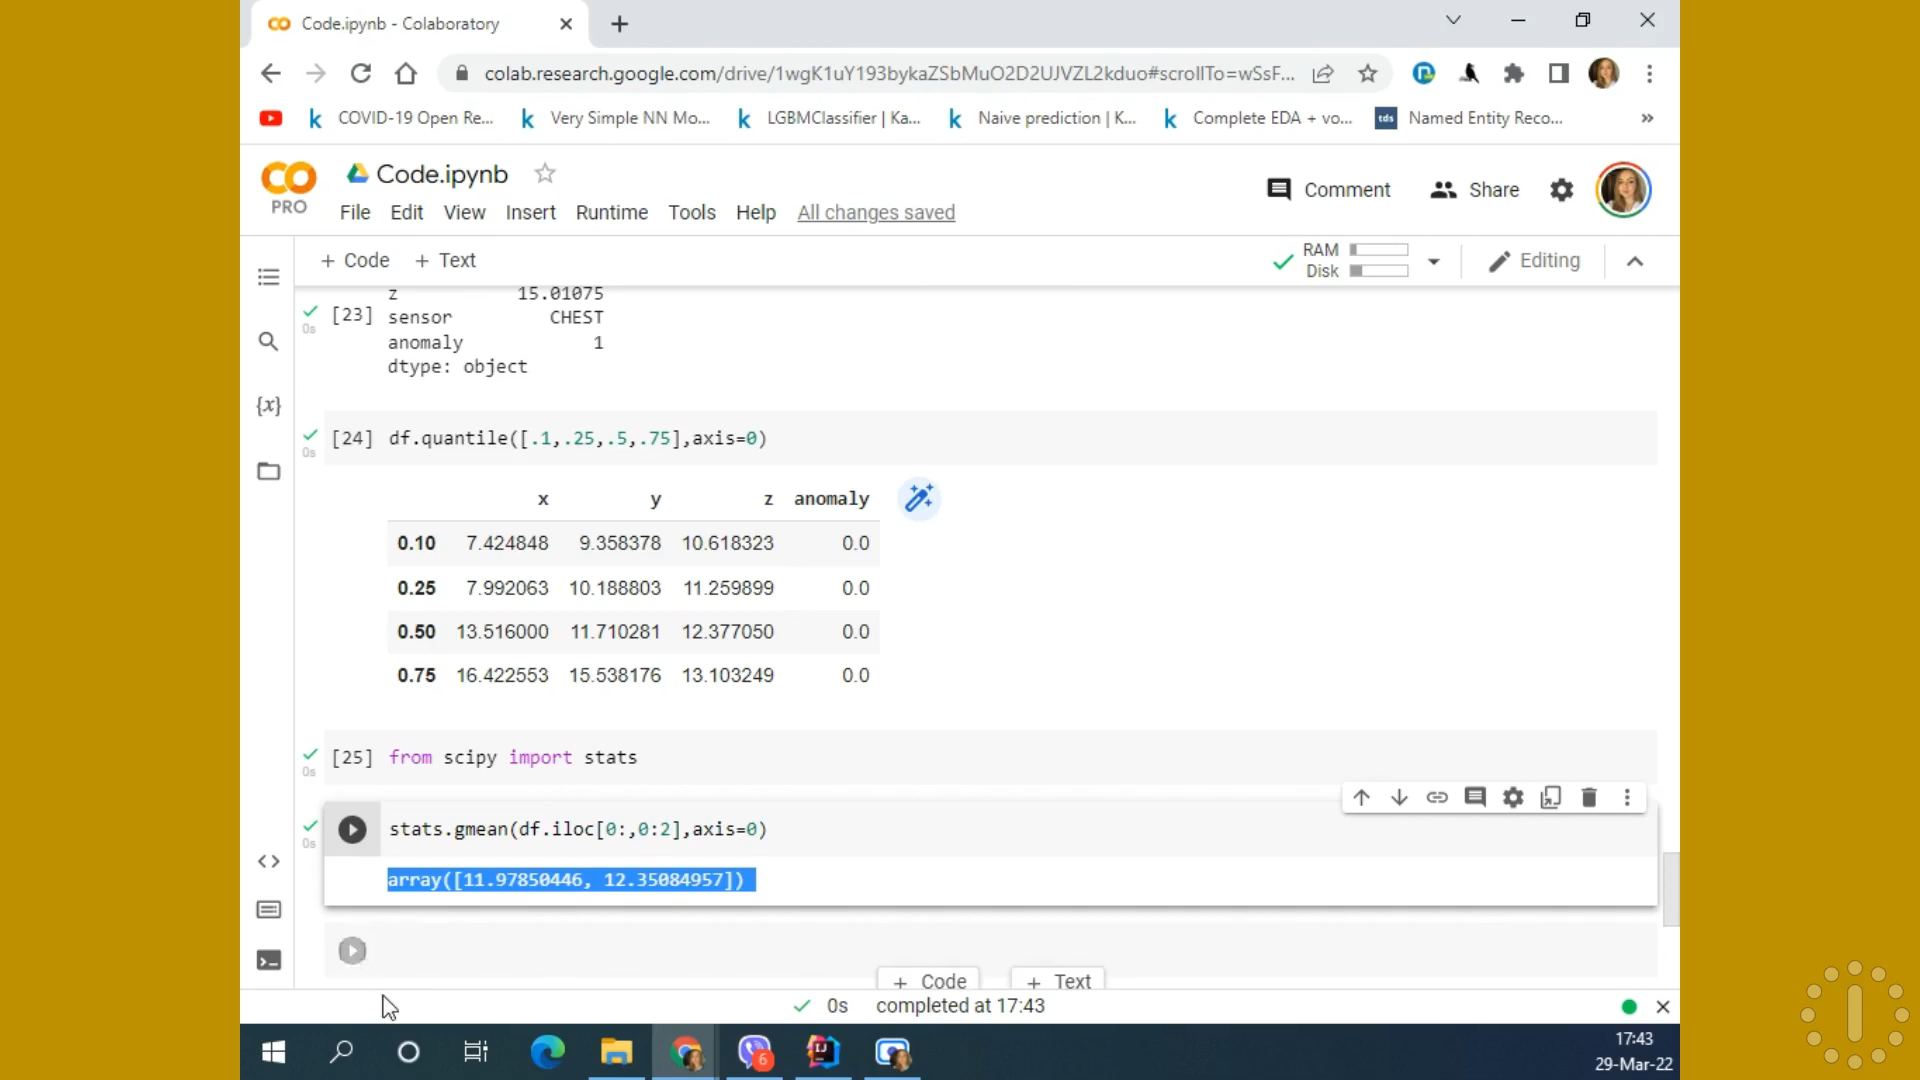 Code.ipynb - Colaboratory
colab.research.google.com/drive/1wgK1uY193bykaZSbMuO2D2UJVZL2kduo#scrollTo=wSsF...
COVID-19 Open Re...
Very Simple NN Mo...
LGBMClassifier | Ka...
Naive prediction | K...
Complete EDA + vo...
tds
Named Entity Reco...
»
PRO
Code.ipynb
File Edit View Insert Runtime Tools Help All changes saved
Comment
Share
+ Code + Text
RAM
Disk
Editing
z 15.01075
[23] sensor CHEST
0s
anomaly 1
dtype: object
[24] df.quantile([.1,.25,.5,.75],axis=0)
0s
x y z anomaly
0.10 7.424848 9.358378 10.618323 0.0
0.25 7.992063 10.188803 11.259899 0.0
0.50 13.516000 11.710281 12.377050 0.0
0.75 16.422553 15.538176 13.103249 0.0
[25] from scipy import stats
0s
stats.gmean(df.iloc[0:,0:2],axis=0)
0s
array([11.97850446, 12.35084957])
+ Code + Text
0s completed at 17:43
6
17:43
29-Mar-22